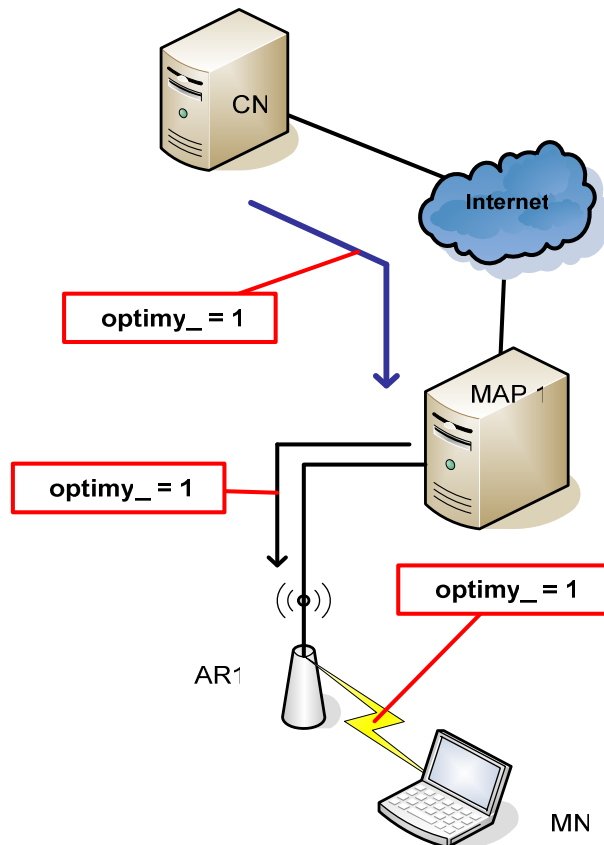 CN
Internet
optimy_ = 1
MAP 1
optimy_ = 1
optimy_ = 1
AR1
MN